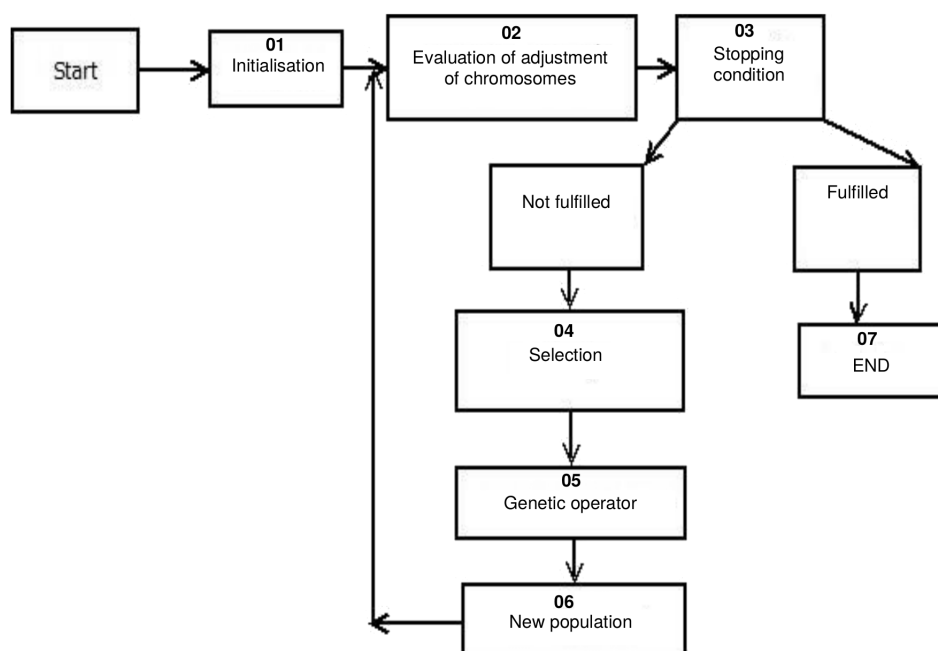 Start
01
Initialisation
02
Evaluation of adjustment
of chromosomes
03
Stopping
condition
Not fulfilled
Fulfilled
04
Selection
07
END
05
Genetic operator
06
New population